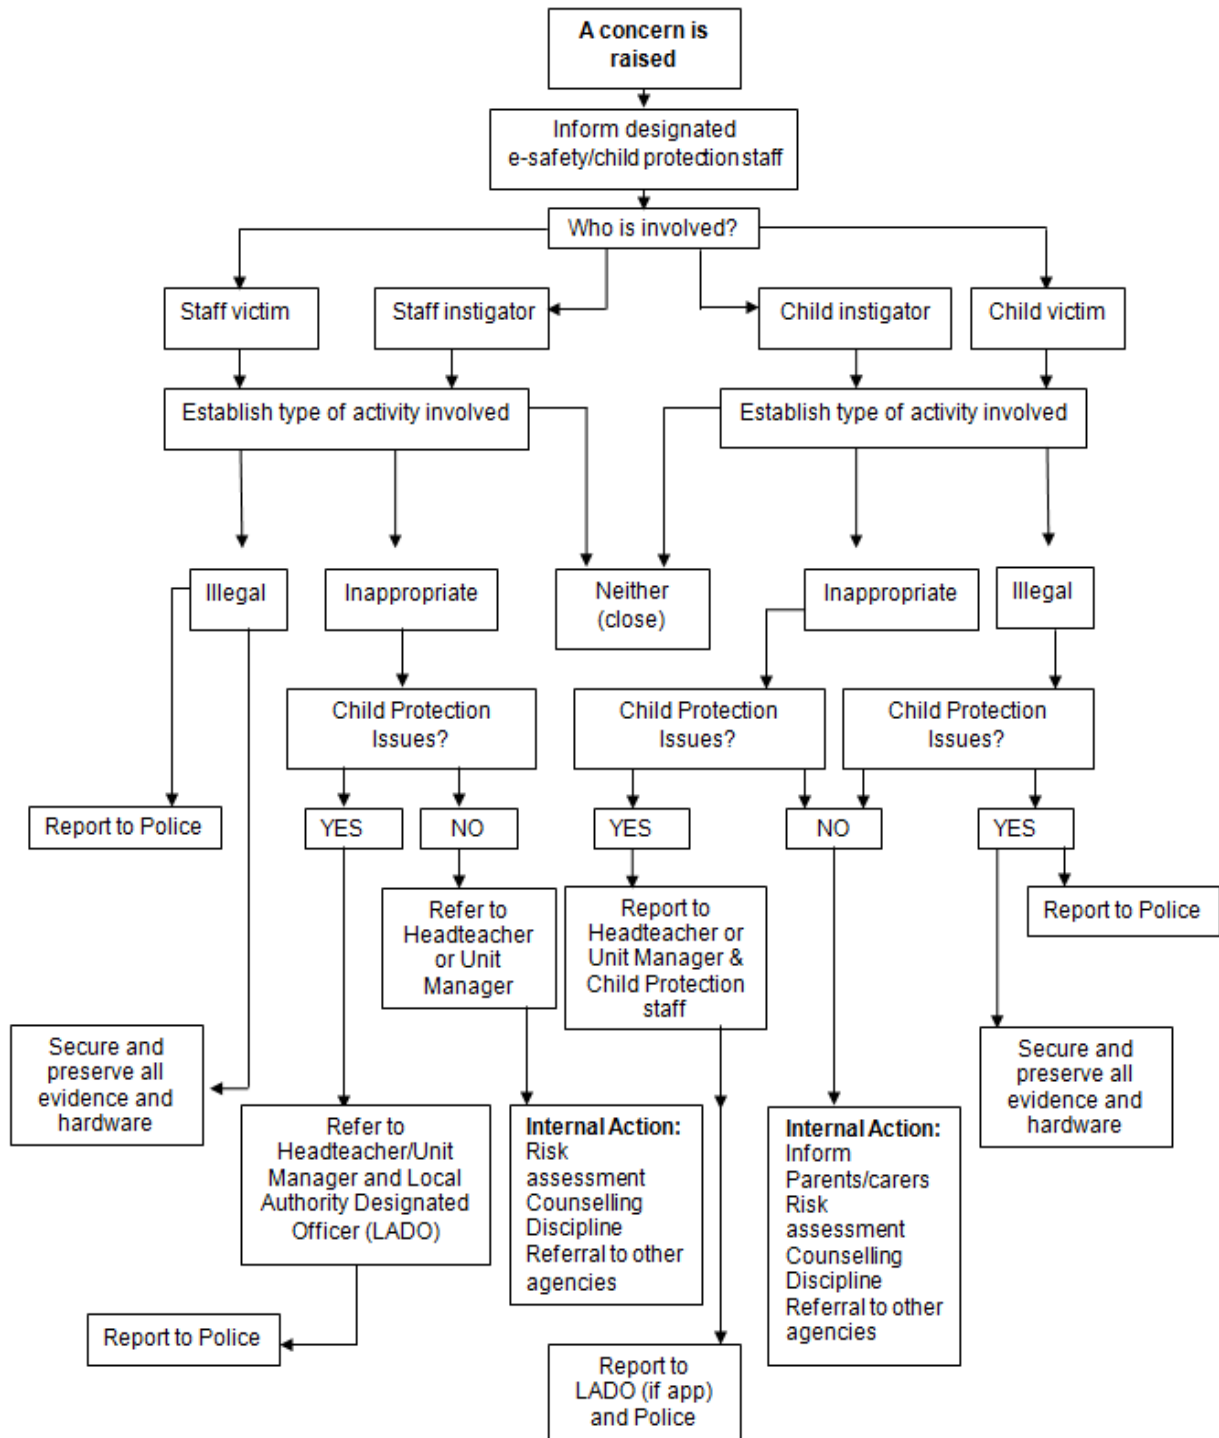 A concern is
raised
Inform designated
e-safety/child protection staff
Who is involved?
Staff victim
Staff instigator
Child instigator
Child victim
Establish type of activity involved
Establish type of activity involved
Illegal
Inappropriate
Neither
(close)
Inappropriate
Illegal
Child Protection
Issues?
Child Protection
Issues?
Child Protection
Issues?
Report to Police
YES
NO
YES
NO
YES
Refer to
Headteacher
or Unit
Manager
Report to
Headteacher or
Unit Manager &
Child Protection
staff
Report to Police
Secure and
preserve all
evidence and
hardware
Secure and
preserve all
evidence and
hardware
Refer to
Headteacher/Unit
Manager and Local
Authority Designated
Officer (LADO)
Internal Action:
Risk
assessment
Counselling
Discipline
Referral to other
agencies
Internal Action:
Inform
Parents/carers
Risk
assessment
Counselling
Discipline
Referral to other
agencies
Report to Police
Report to
LADO (if app)
and Police